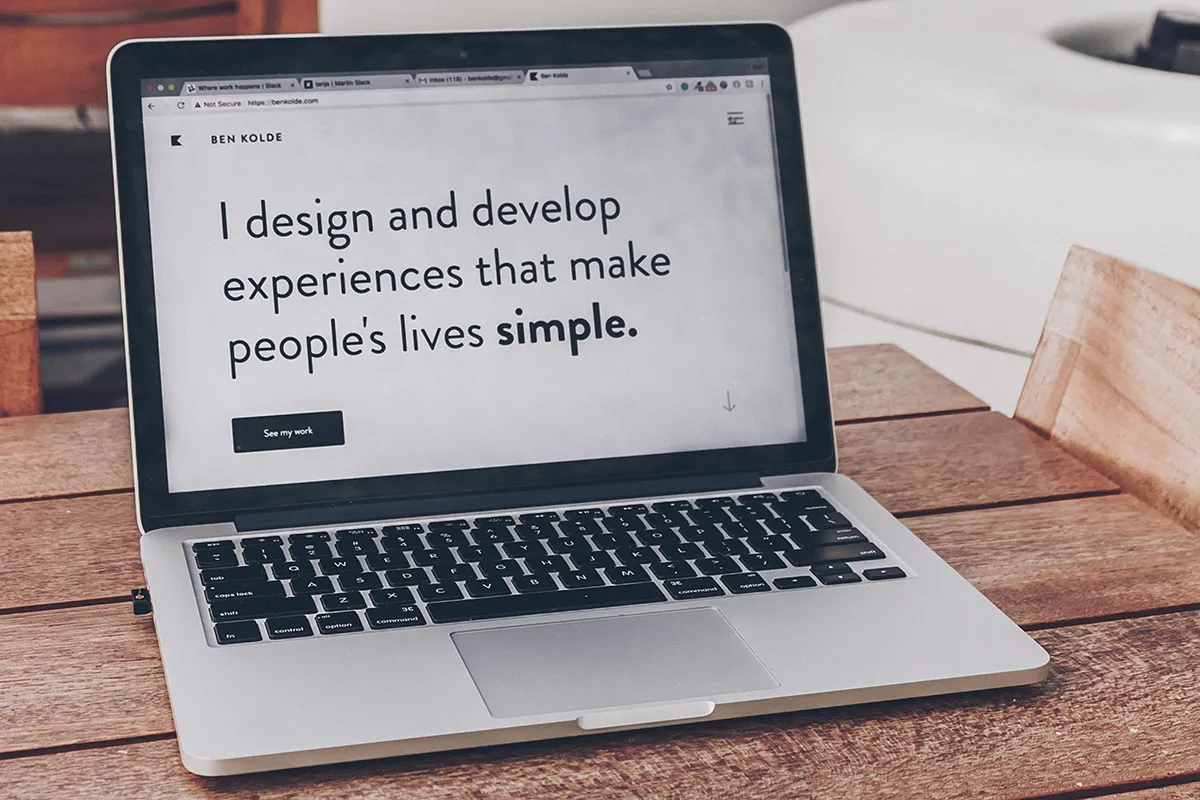 Where work happens | Slack
tanja | Martin Slack
Inbox (118) - benkolde@gm
Ben Kolde
Not Secure
https://benkolde.com
BEN KOLDE
I design and develop
experiences that make
people's lives simple.
See my work
delete
tab
Q W E R T Y U I O P
return
caps lock
A S D F G H J K L
shift
Z X C V B N M
shift
fn
control
option
command
command
option